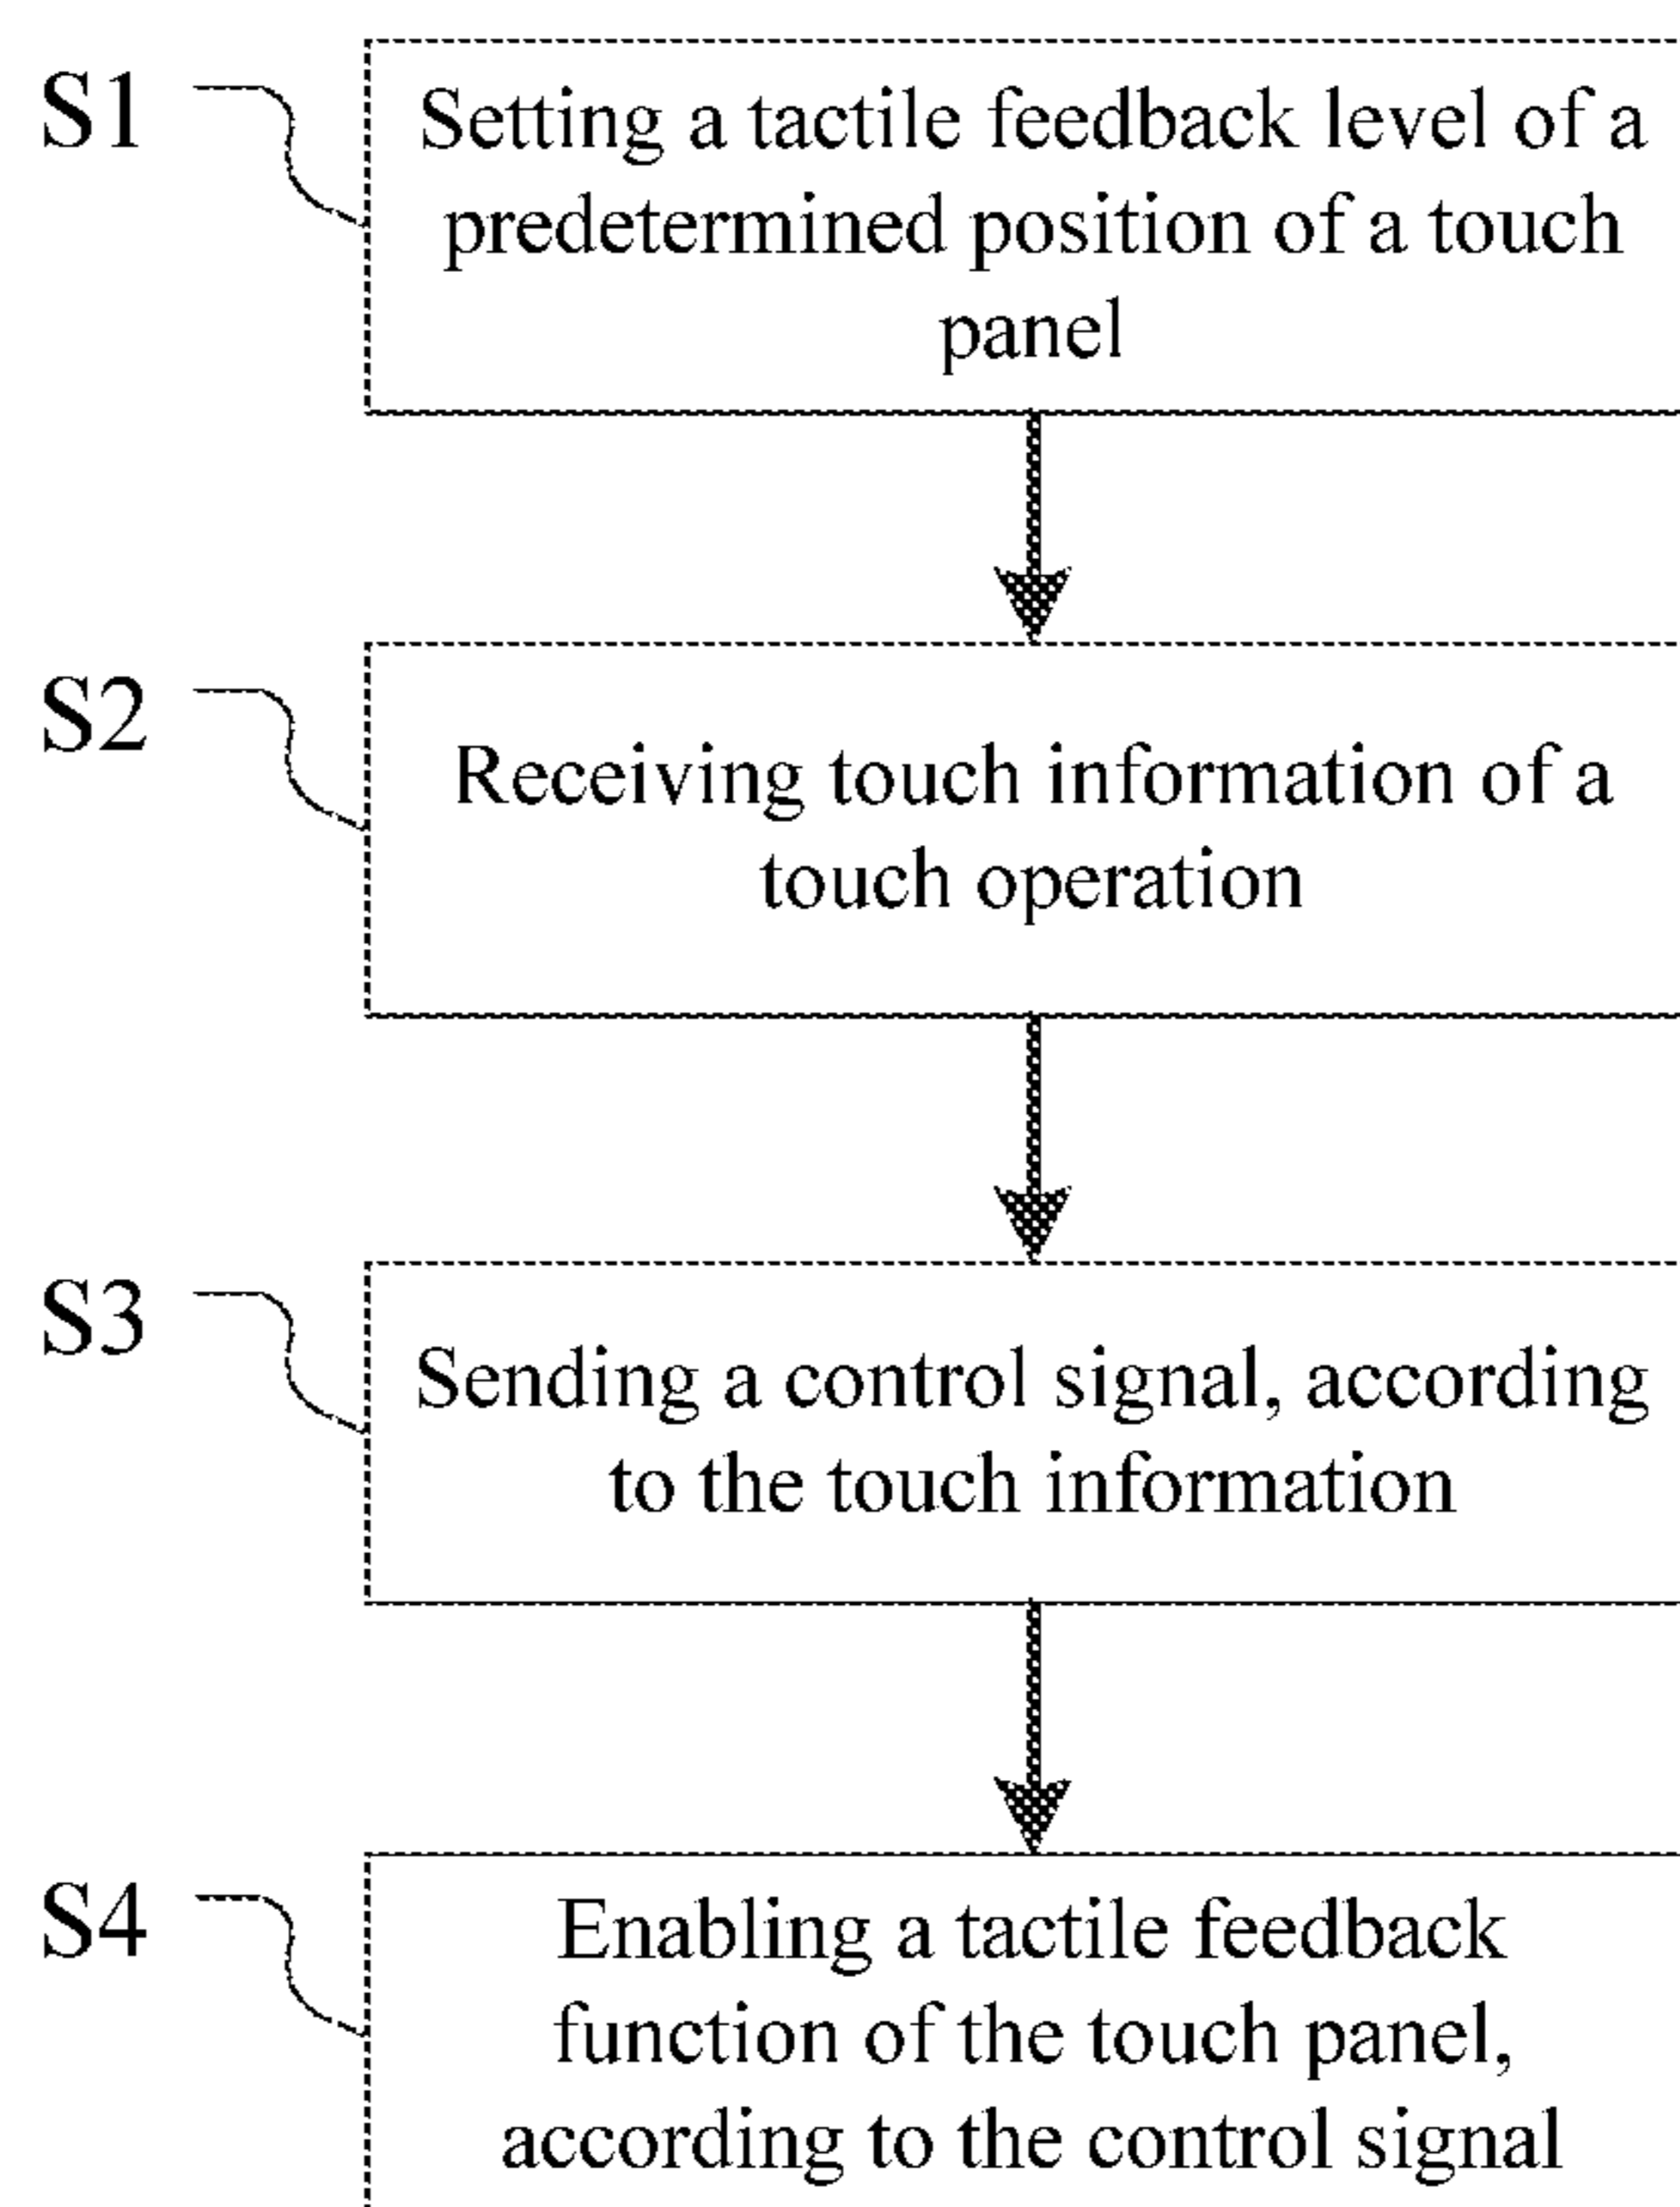 S1
Setting a tactile feedback level of a
predetermined position of a touch
panel
S2
Receiving touch information of a
touch operation
S3
Sending a control signal, according
to the touch information
S4
Enabling a tactile feedback
function of the touch panel,
according to the control signal